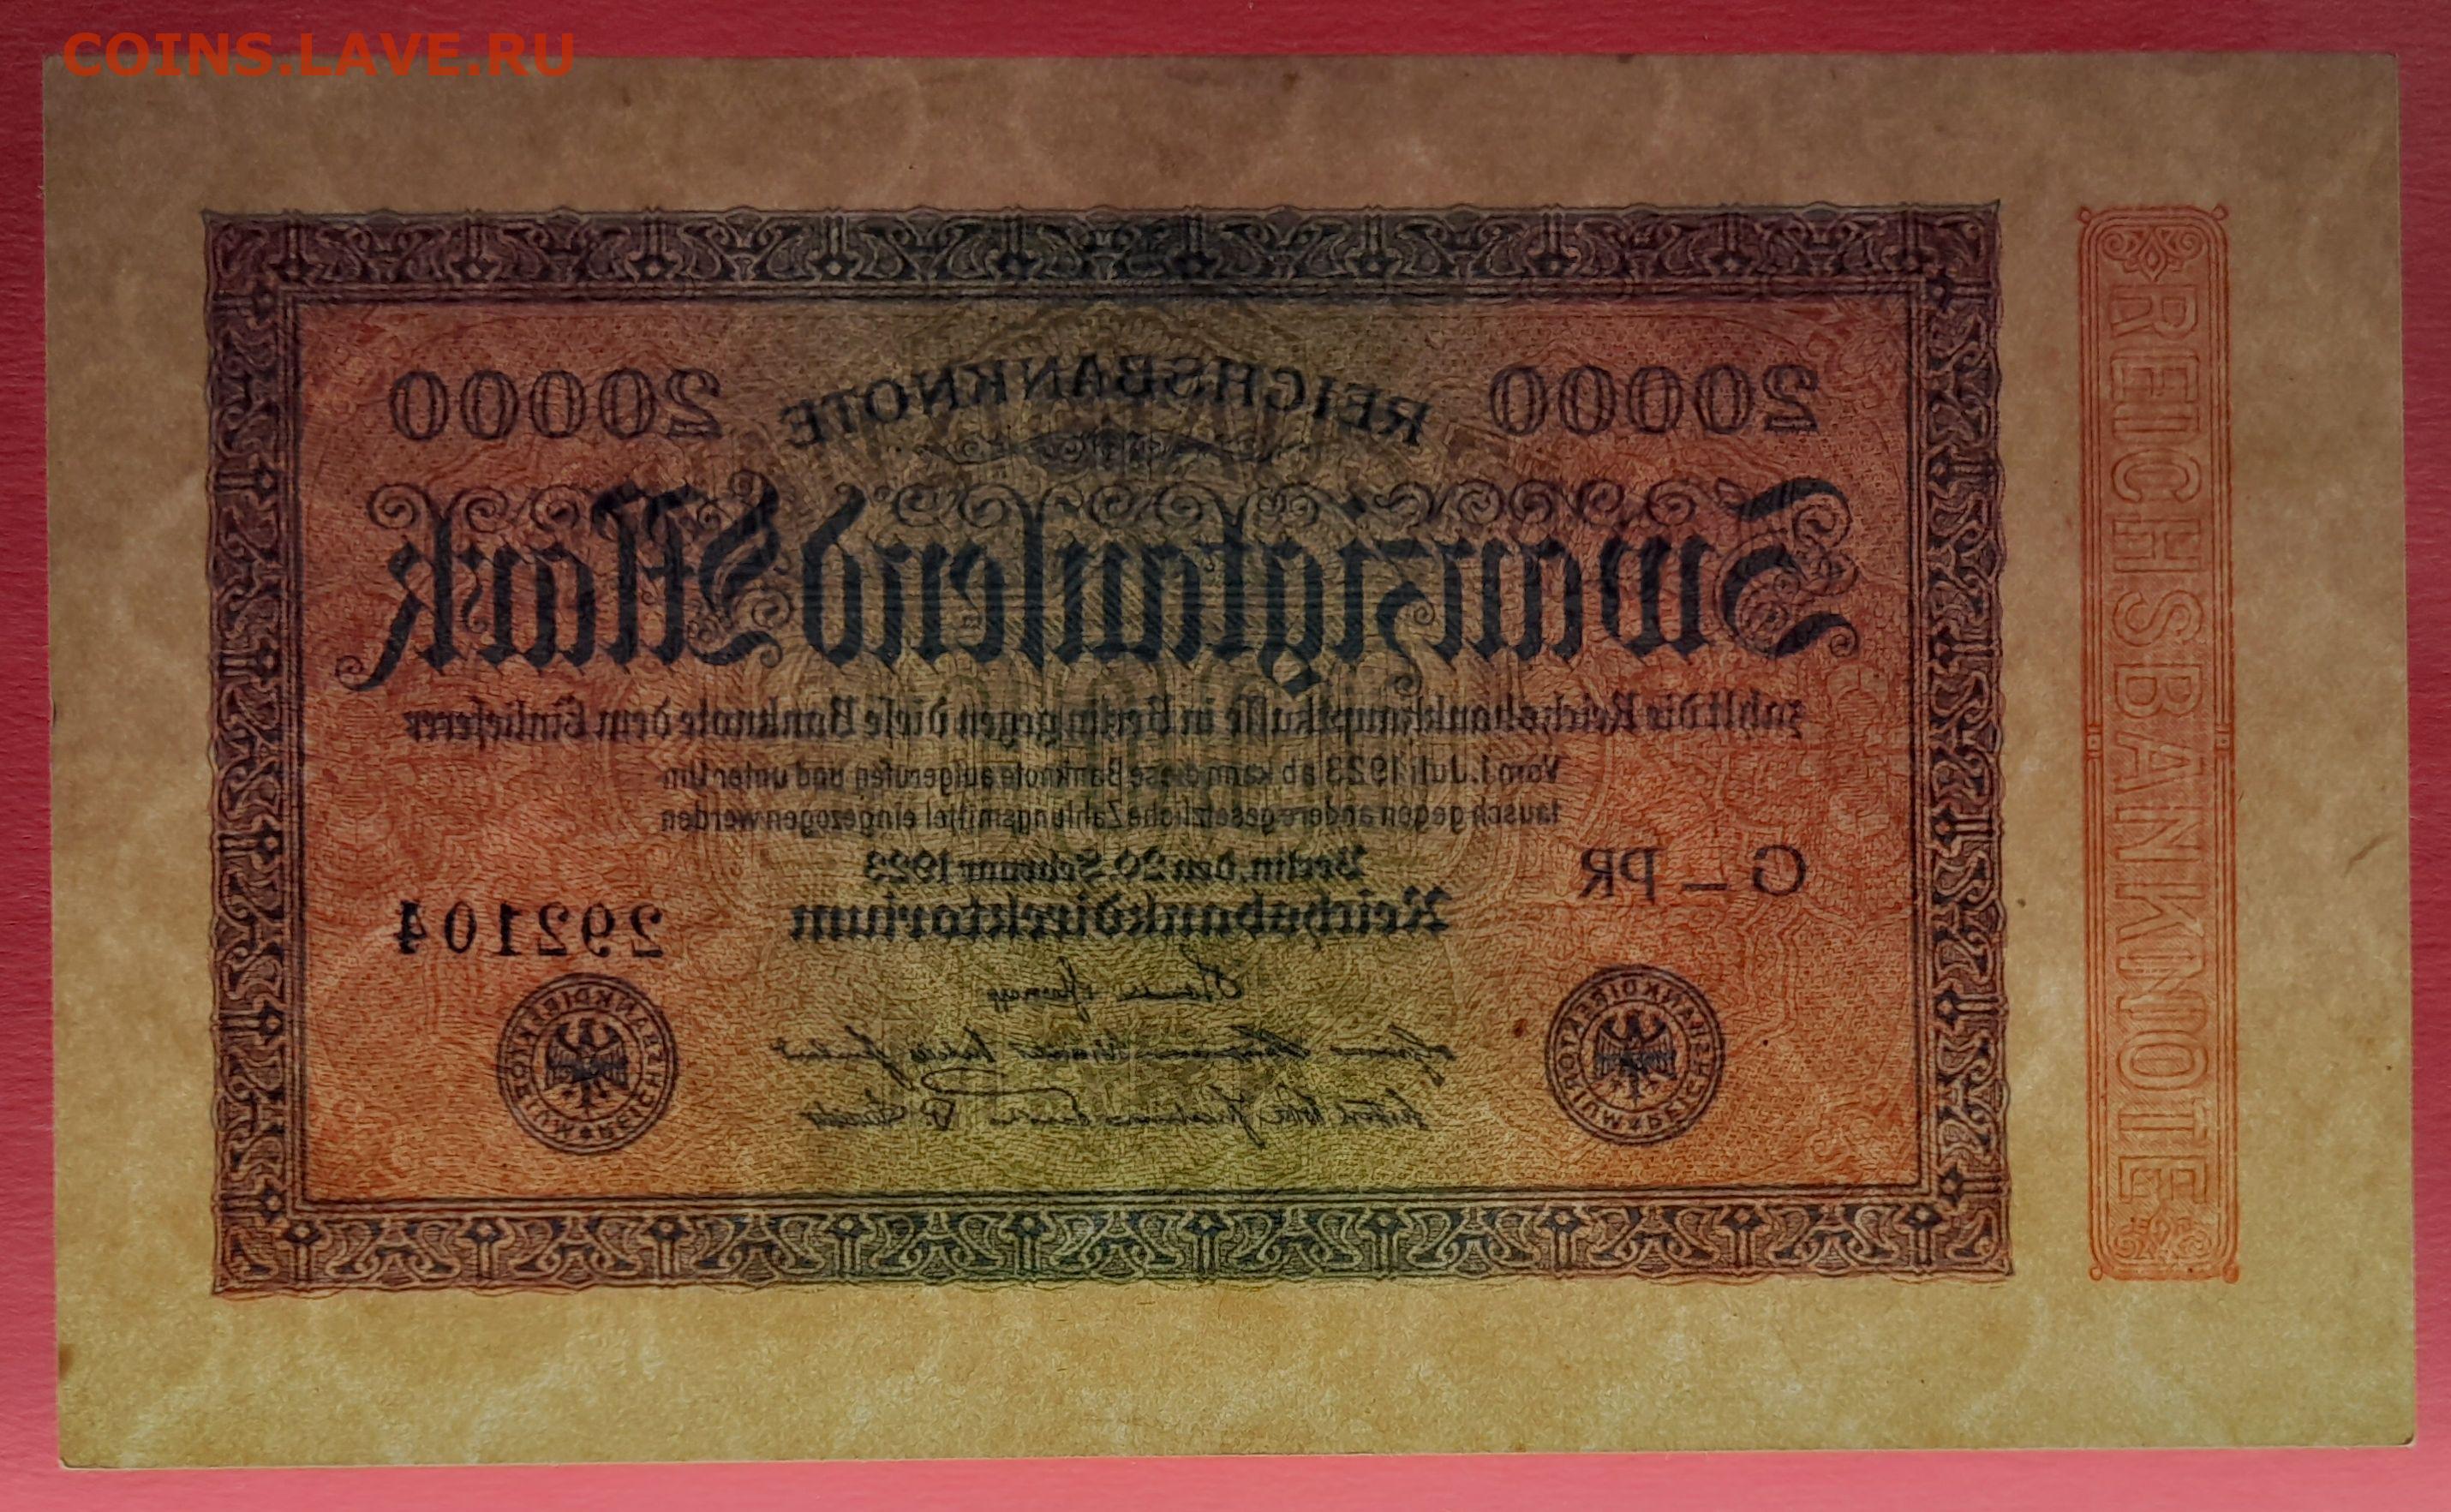 COINS.LAVE.RU
REICHSBANKNOTE
20000
REICHSBANKNOTE
20000
Zwanzigtausend Mark
zahlt die Reichsbankhauptkasse in Berlin gegen diese Banknote dem Einlieferer
Vom 1. Juli 1923 ab kann diese Banknote aufgerufen und unter Um
tausch gegen andere gesetzliche Zahlungsmittel eingezogen werden
Berlin, den 20. Februar 1923
Reichsbankdirektorium
G – PR
292104
REICHSBANKDIREKTORIUM
REICHSBANKDIREKTORIUM